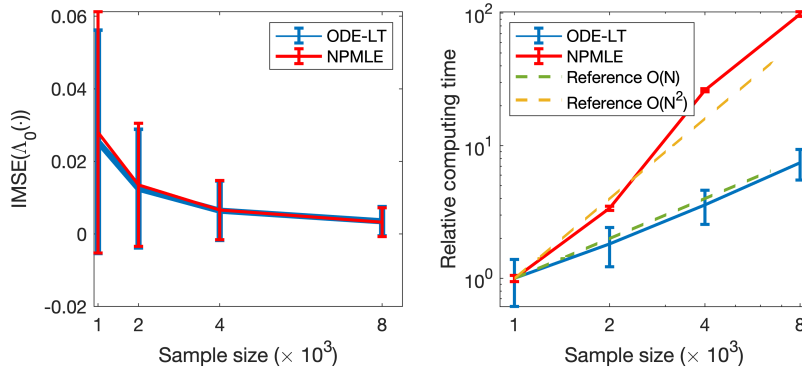 0.06
0.04
0.02
0
-0.02
IMSE(Λ₀(·))
1 2 4 8
Sample size (× 10³)
ODE-LT
NPMLE
10²
10¹
10⁰
Relative computing time
1 2 4 8
Sample size (× 10³)
ODE-LT
NPMLE
Reference O(N)
Reference O(N²)